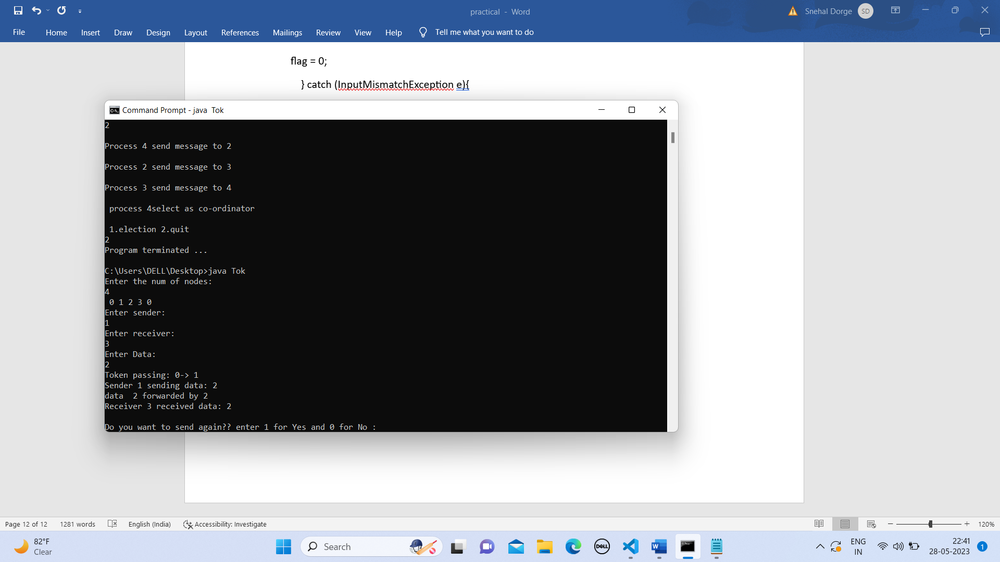 practical - Word
Snehal Dorge SD
File Home Insert Draw Design Layout References Mailings Review View Help Tell me what you want to do
flag = 0;
} catch (InputMismatchException e){
Command Prompt - java  Tok
2
Process 4 send message to 2
Process 2 send message to 3
Process 3 send message to 4
process 4select as co-ordinator
1.election 2.quit
2
Program terminated ...
C:\Users\DELL\Desktop>java Tok
Enter the num of nodes:
4
0 1 2 3 0
Enter sender:
1
Enter receiver:
3
Enter Data:
2
Token passing: 0-> 1
Sender 1 sending data: 2
data  2 forwarded by 2
Receiver 3 received data: 2
Do you want to send again?? enter 1 for Yes and 0 for No :
Page 12 of 12 1281 words English (India) Accessibility: Investigate 120%
82°F
Clear
Search
DELL
ENG
IN
22:41
28-05-2023
1